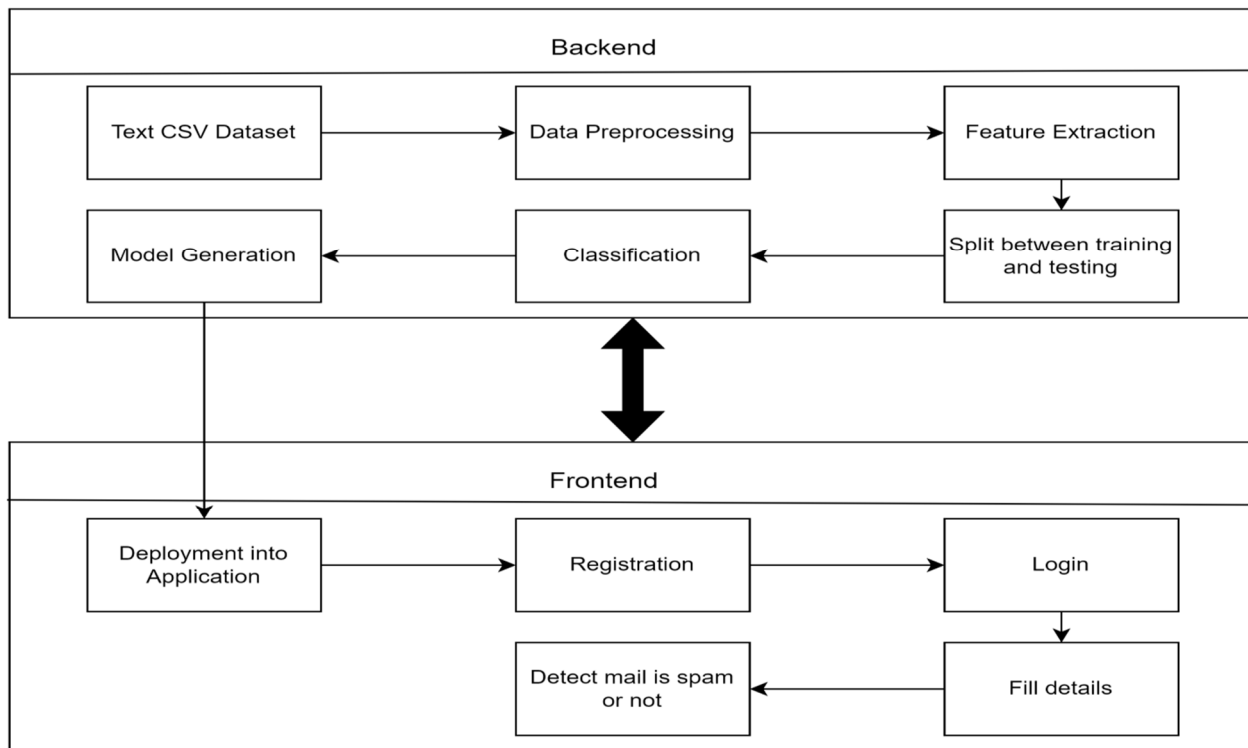 Backend
Text CSV Dataset
Data Preprocessing
Feature Extraction
Model Generation
Classification
Split between training
and testing
Frontend
Deployment into
Application
Registration
Login
Detect mail is spam
or not
Fill details